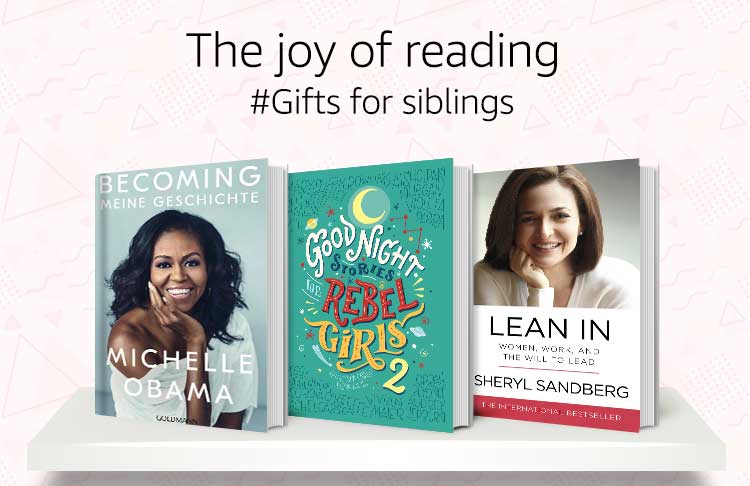 The joy of reading
#Gifts for siblings
BECOMING
MEINE GESCHICHTE
MICHELLE
OBAMA
GOLDMANN
GOOD NIGHT
STORIES
FOR
REBEL
GIRLS
2
LEAN IN
WOMEN, WORK, AND
THE WILL TO LEAD
SHERYL SANDBERG
THE INTERNATIONAL BESTSELLER